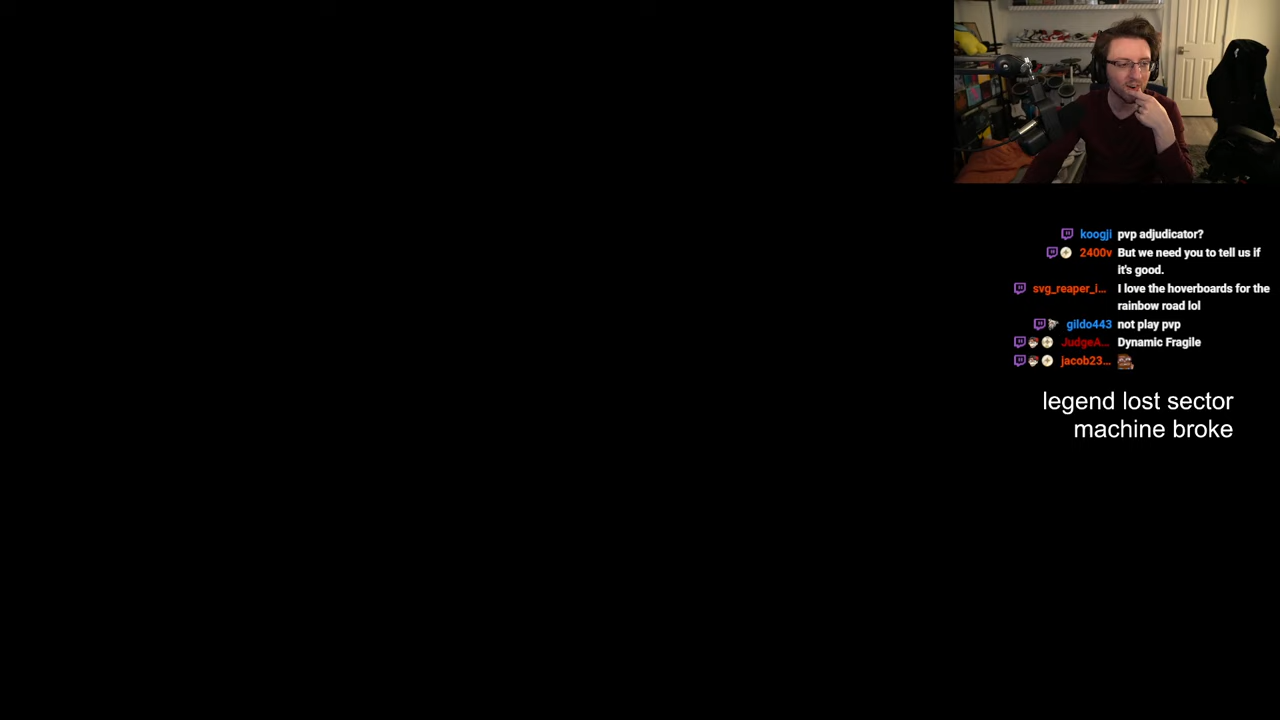 koogji pvp adjudicator?
2400v But we need you to tell us if
it's good.
svg_reaper_i... I love the hoverboards for the
rainbow road lol
gildo443 not play pvp
JudgeA... Dynamic Fragile
jacob23...
legend lost sector
machine broke